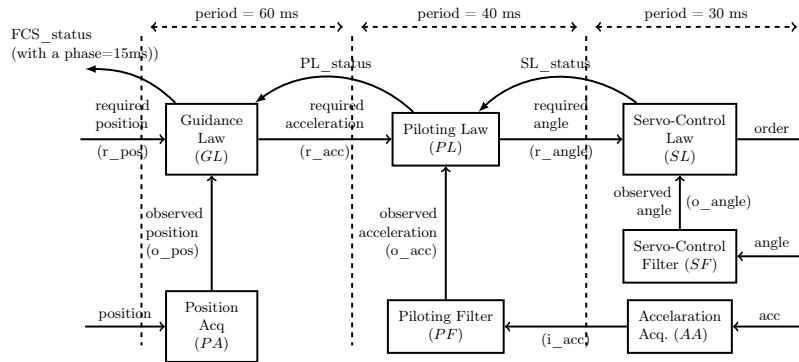 period = 60 ms
period = 40 ms
period = 30 ms
FCS_status
(with a phase=15ms))
PL_status
SL_status
required
position
(r_pos)
Guidance
Law
(GL)
required
acceleration
(r_acc)
Piloting Law
(PL)
required
angle
(r_angle)
Servo-Control
Law
(SL)
order
observed
position
(o_pos)
observed
acceleration
(o_acc)
observed
angle
(o_angle)
Servo-Control
Filter (SF)
angle
position
Position
Acq
(PA)
Piloting Filter
(PF)
(i_acc)
Accelaration
Acq. (AA)
acc